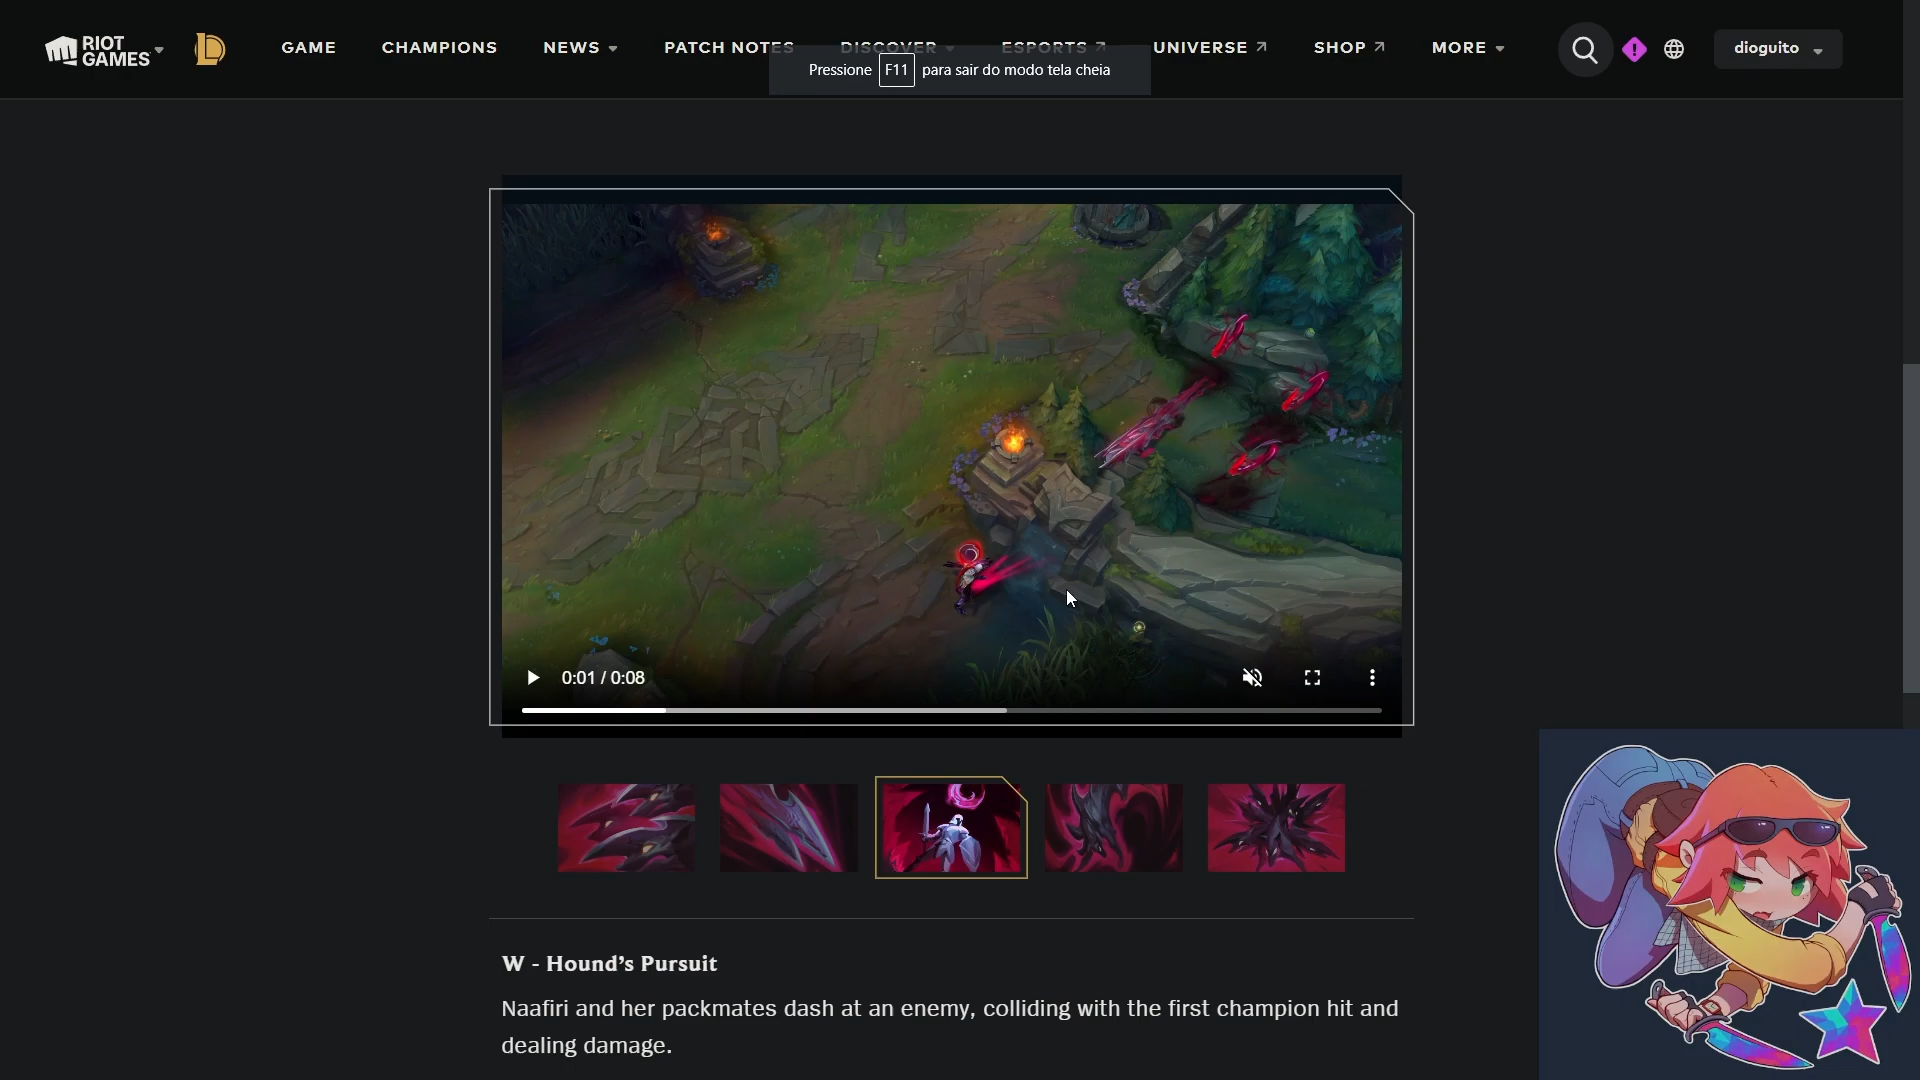 RIOT GAMES
GAME
CHAMPIONS
NEWS
PATCH NOTES
DISCOVER
ESPORTS
UNIVERSE
SHOP
MORE
dioguito
Pressione F11 para sair do modo tela cheia
0:01 / 0:08
W - Hound's Pursuit
Naafiri and her packmates dash at an enemy, colliding with the first champion hit and
dealing damage.